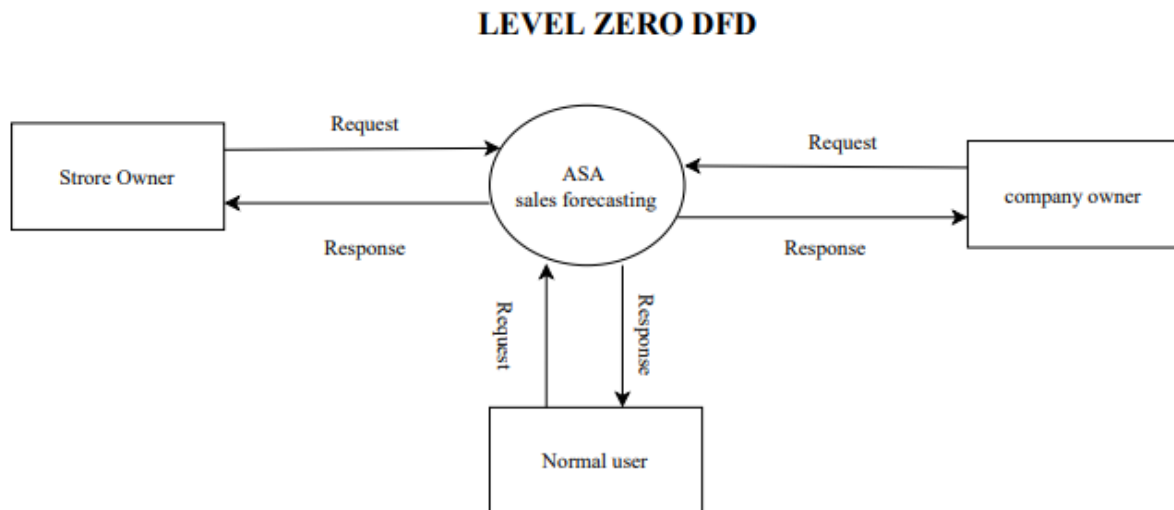 LEVEL ZERO DFD
Request
Request
Strore Owner
ASA
sales forecasting
company owner
Response
Response
Request
Response
Normal user